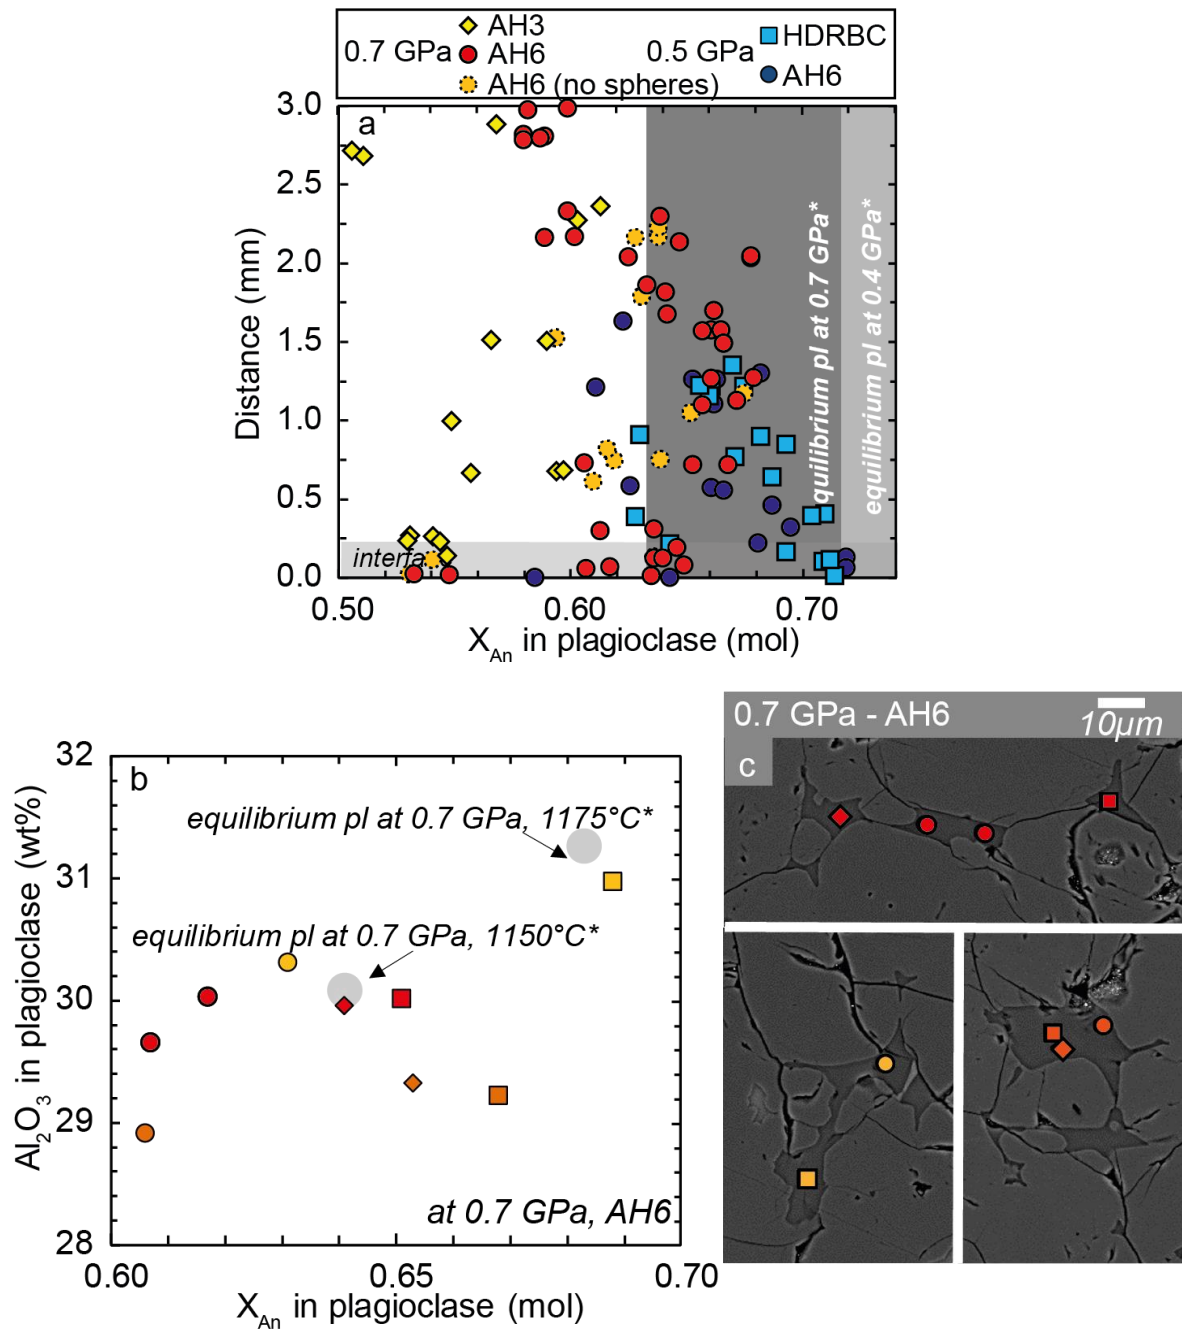 0.7 GPa
AH3
AH6
AH6 (no spheres)
0.5 GPa
HDRBC
AH6
a
3.0
2.5
2.0
1.5
1.0
0.5
0.0
Distance (mm)
interfa
quilibrium pl at 0.7 GPa*
equilibrium pl at 0.4 GPa*
0.50
0.60
0.70
X_An in plagioclase (mol)
b
32
31
30
29
28
Al2O3 in plagioclase (wt%)
equilibrium pl at 0.7 GPa, 1175°C*
equilibrium pl at 0.7 GPa, 1150°C*
at 0.7 GPa, AH6
0.60
0.65
0.70
X_An in plagioclase (mol)
0.7 GPa - AH6
10µm
c